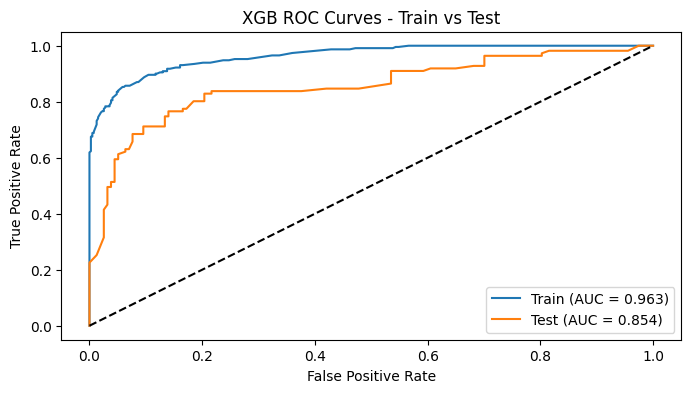 XGB ROC Curves - Train vs Test
True Positive Rate
1.0
0.8
0.6
0.4
0.2
0.0
Train (AUC = 0.963)
Test (AUC = 0.854)
0.0 0.2 0.4 0.6 0.8 1.0
False Positive Rate